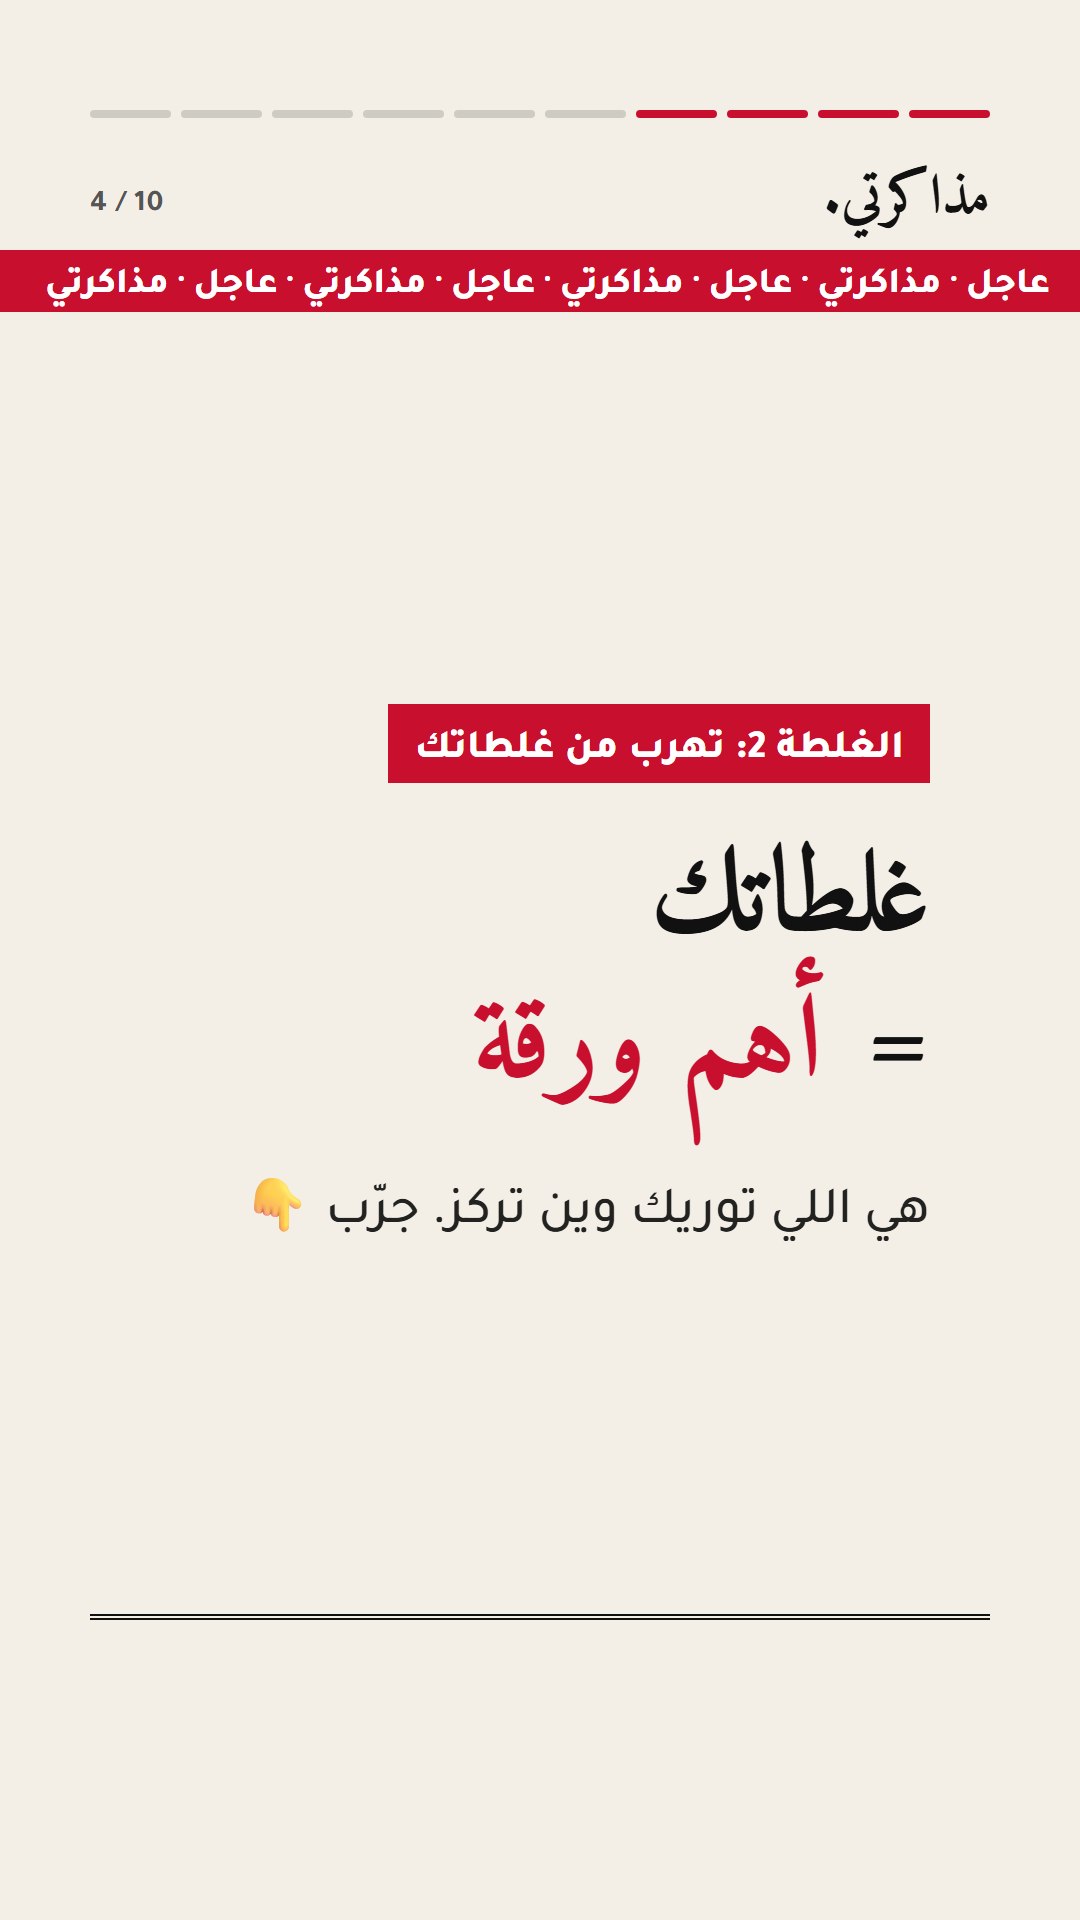 مذاكرتي.
4 / 10
عاجل · مذاكرتي · عاجل · مذاكرتي · عاجل · مذاكرتي · عاجل · مذاكرتي
الغلطة 2: تهرب من غلطاتك
غلطاتك
= أهم ورقة
هي اللي توريك وين تركز. جرّب 👇